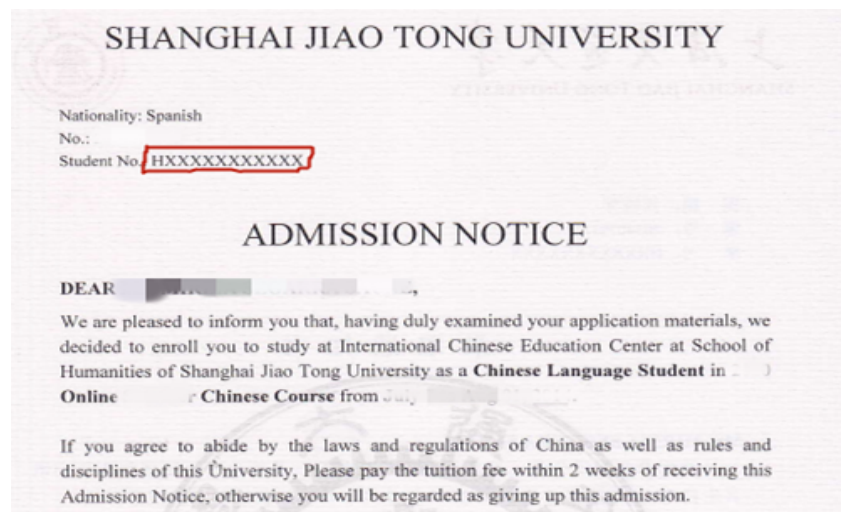 SHANGHAI JIAO TONG UNIVERSITY
Nationality: Spanish
No.:
Student No. HXXXXXXXXXXX
ADMISSION NOTICE
DEAR ,
We are pleased to inform you that, having duly examined your application materials, we
decided to enroll you to study at International Chinese Education Center at School of
Humanities of Shanghai Jiao Tong University as a Chinese Language Student in
Online Chinese Course from
If you agree to abide by the laws and regulations of China as well as rules and
disciplines of this Ùniversity, Please pay the tuition fee within 2 weeks of receiving this
Admission Notice, otherwise you will be regarded as giving up this admission.